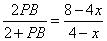 2PB/(2+PB) = (8-4x)/(4-x)